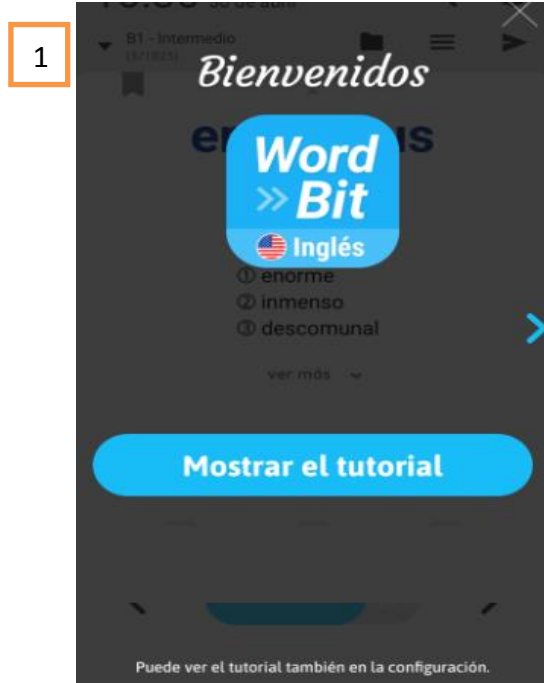 1
B1 - Intermedio
Bienvenidos
Word
Bit
Inglés
① enorme
② inmenso
③ descomunal
ver más
Mostrar el tutorial
Puede ver el tutorial también en la configuración.